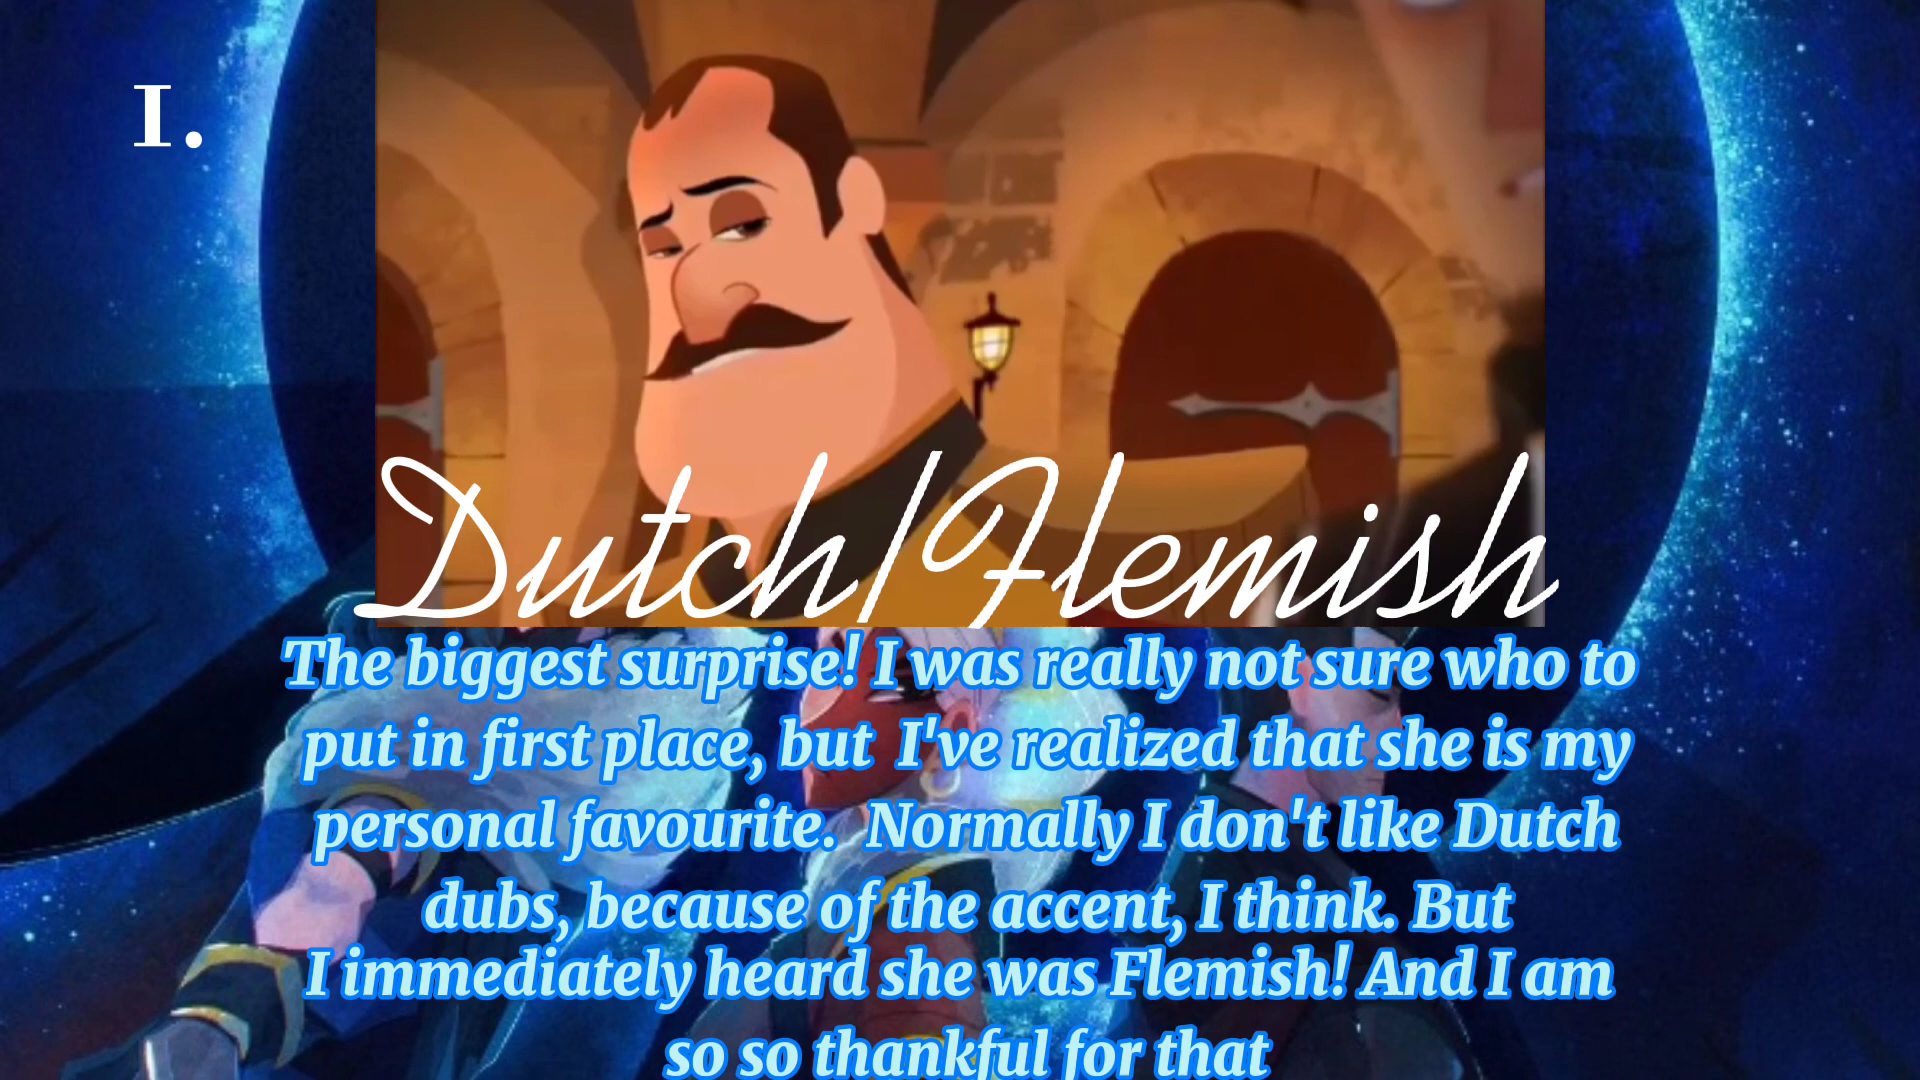 I.
Dutch/Flemish
The biggest surprise! I was really not sure who to
put in first place, but I've realized that she is my
personal favourite. Normally I don't like Dutch
dubs, because of the accent, I think. But
I immediately heard she was Flemish! And I am
so so thankful for that